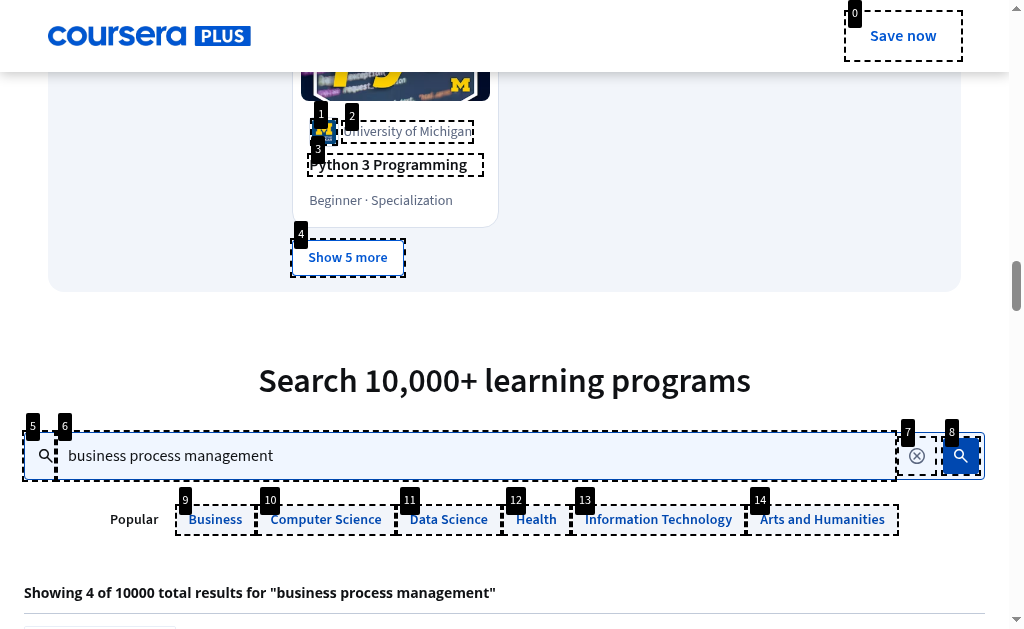 coursera PLUS
Save now
University of Michigan
Python 3 Programming
Beginner · Specialization
Show 5 more
Search 10,000+ learning programs
business process management
Popular Business Computer Science Data Science Health Information Technology Arts and Humanities
Showing 4 of 10000 total results for "business process management"
0
1
2
3
4
5
6
7
8
9
10
11
12
13
14